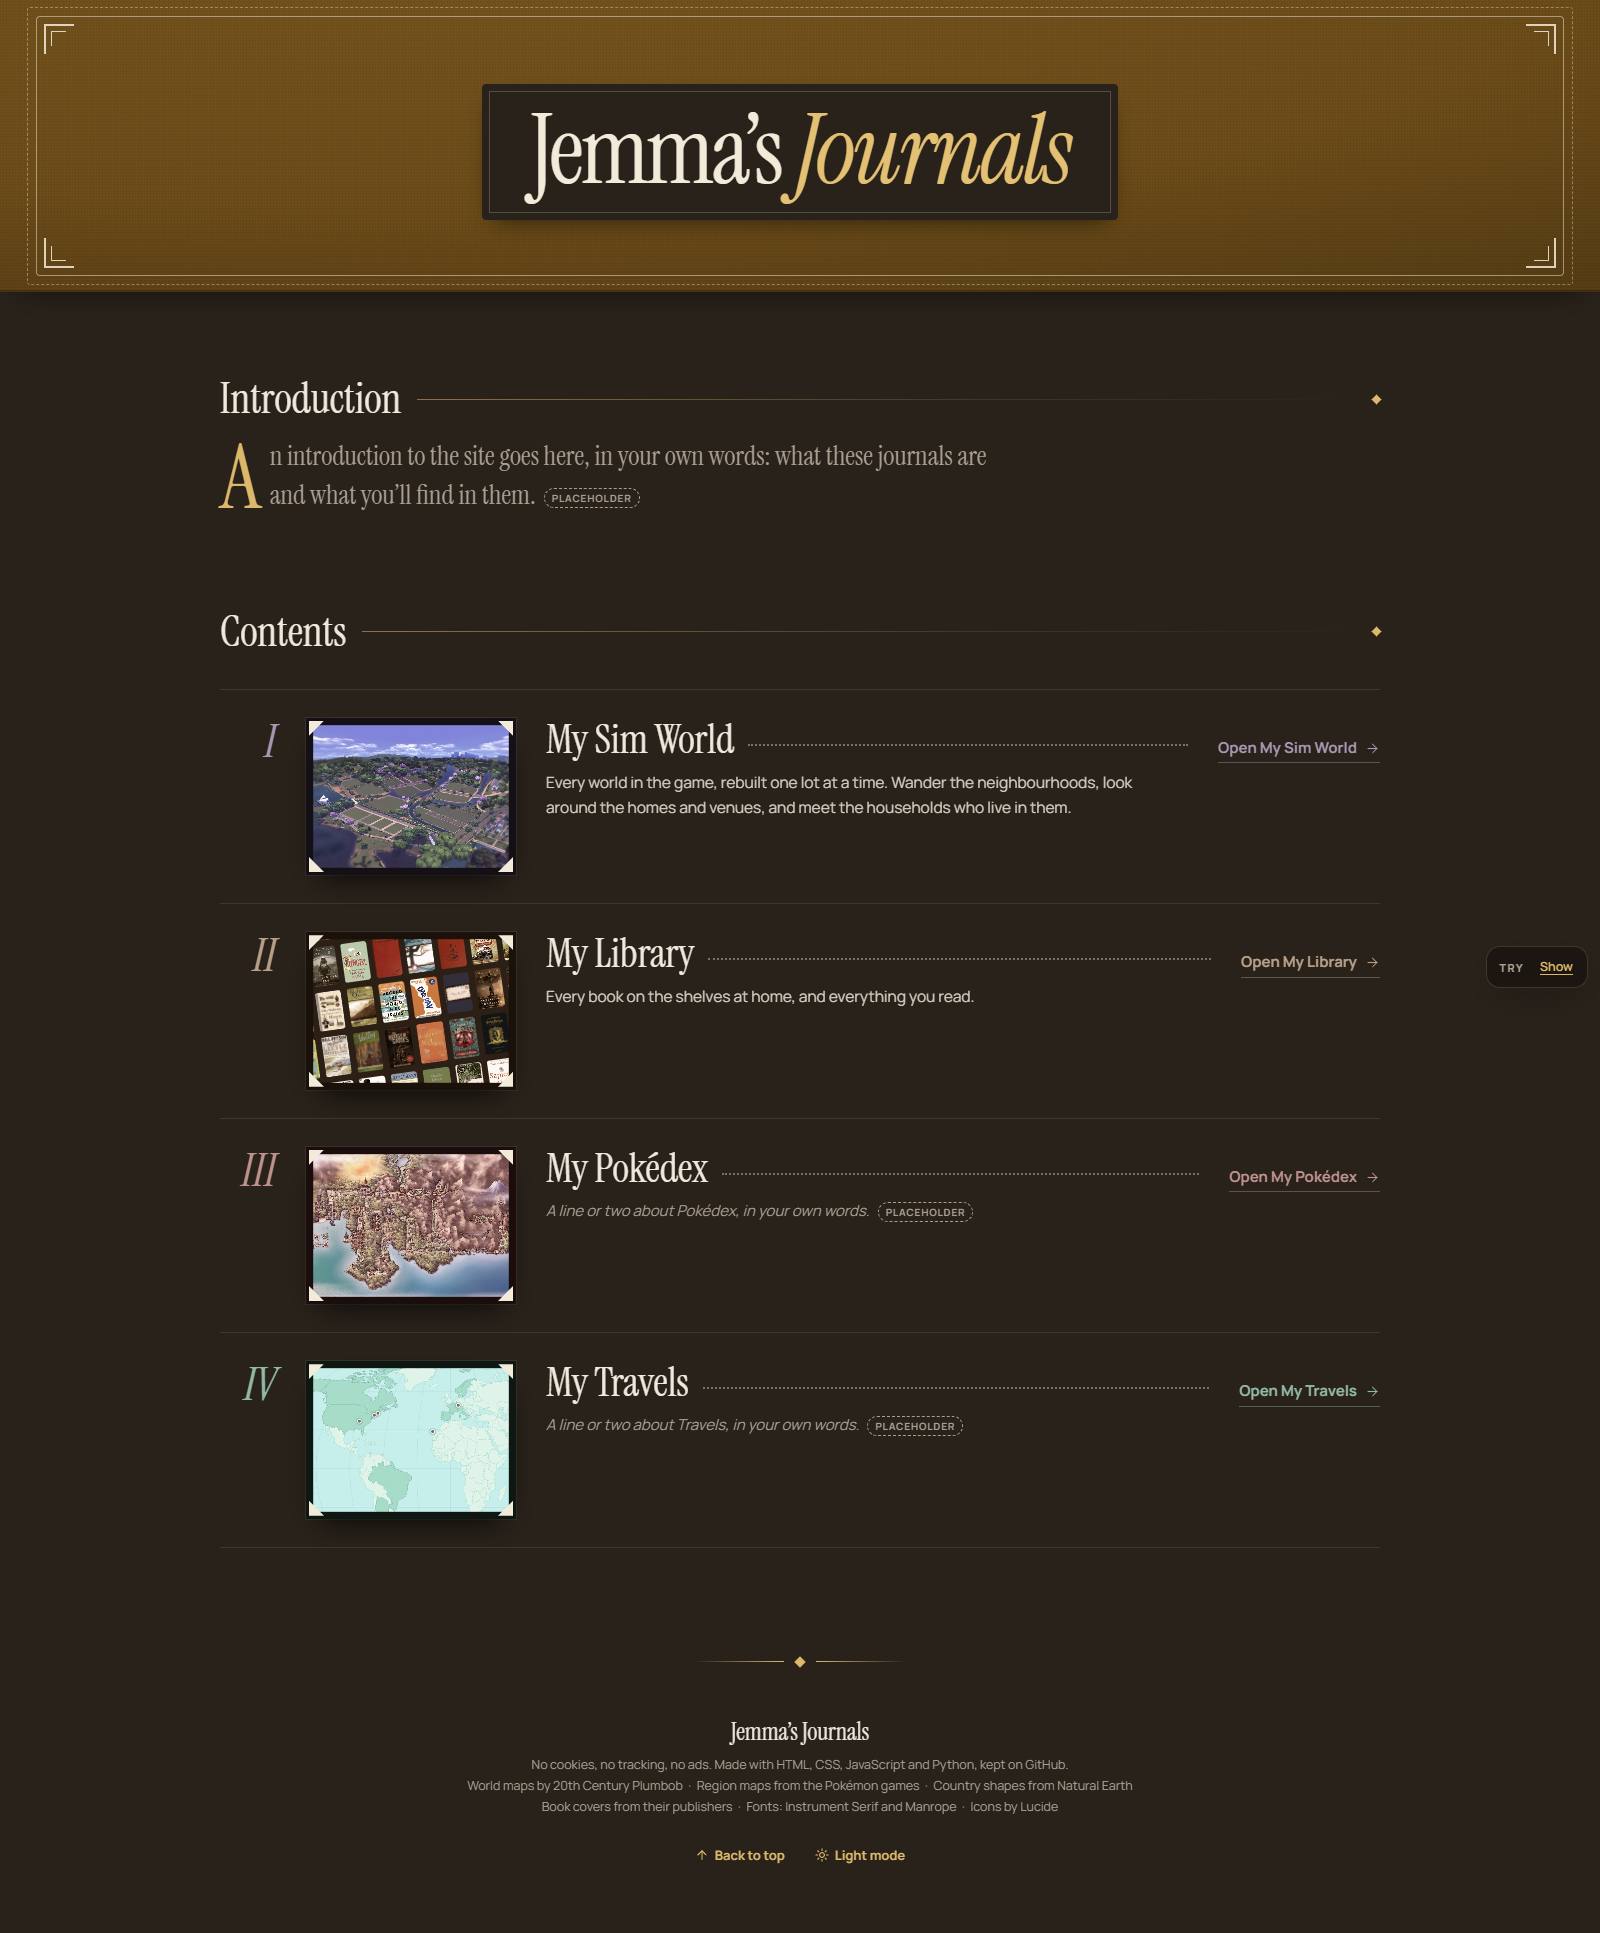 Jemma’s Journals
Introduction
An introduction to the site goes here, in your own words: what these journals are
and what you’ll find in them. PLACEHOLDER
Contents
I
My Sim World
Open My Sim World →
Every world in the game, rebuilt one lot at a time. Wander the neighbourhoods, look
around the homes and venues, and meet the households who live in them.
II
My Library
Open My Library →
Every book on the shelves at home, and everything you read.
TRY Show
III
My Pokédex
Open My Pokédex →
A line or two about Pokédex, in your own words. PLACEHOLDER
IV
My Travels
Open My Travels →
A line or two about Travels, in your own words. PLACEHOLDER
Jemma’s Journals
No cookies, no tracking, no ads. Made with HTML, CSS, JavaScript and Python, kept on GitHub.
World maps by 20th Century Plumbob · Region maps from the Pokémon games · Country shapes from Natural Earth
Book covers from their publishers · Fonts: Instrument Serif and Manrope · Icons by Lucide
↑ Back to top
Light mode